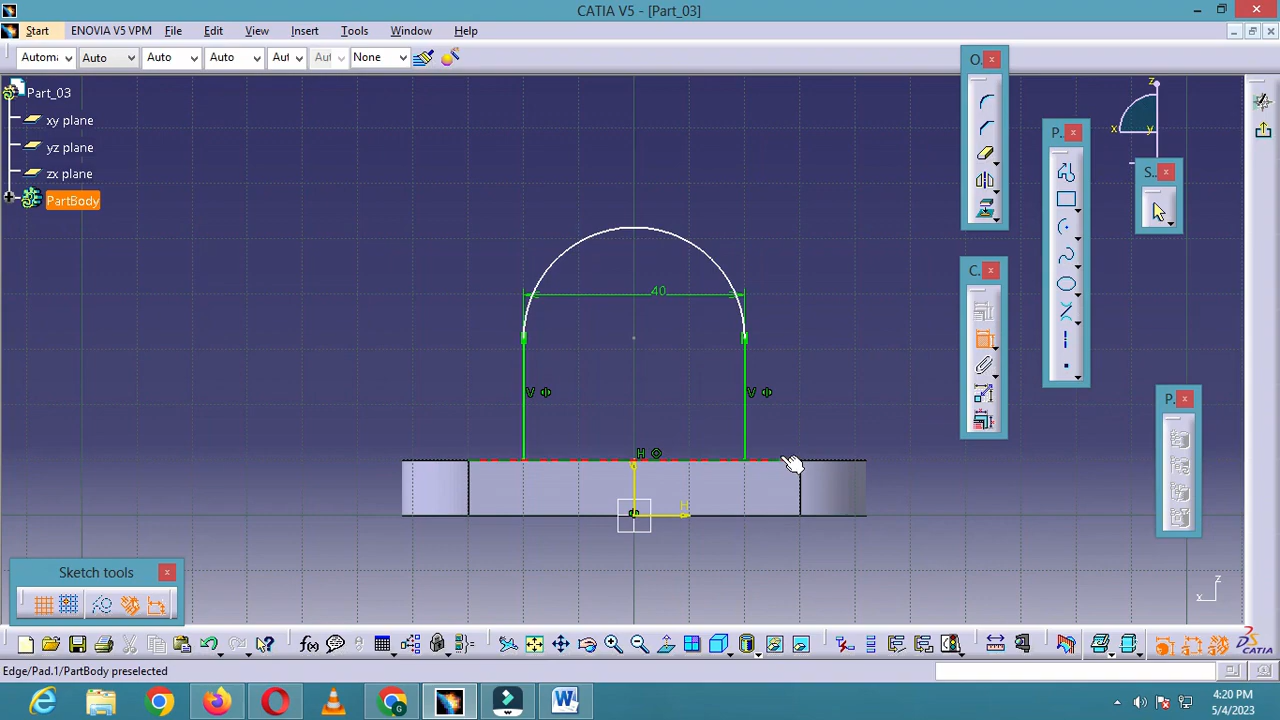 CATIA V5 - [Part_03]
Start ENOVIA V5 VPM File Edit View Insert Tools Window Help
Auto Auto Auto Aut Aut None
Part_03
xy plane
yz plane
zx plane
PartBody
O..
P..
S..
C..
P..
z
x
y
40
V
V
H
H
z
x
Sketch tools
f(x)
CATIA
Edge/Pad.1/PartBody preselected
W
4:20 PM
5/4/2023